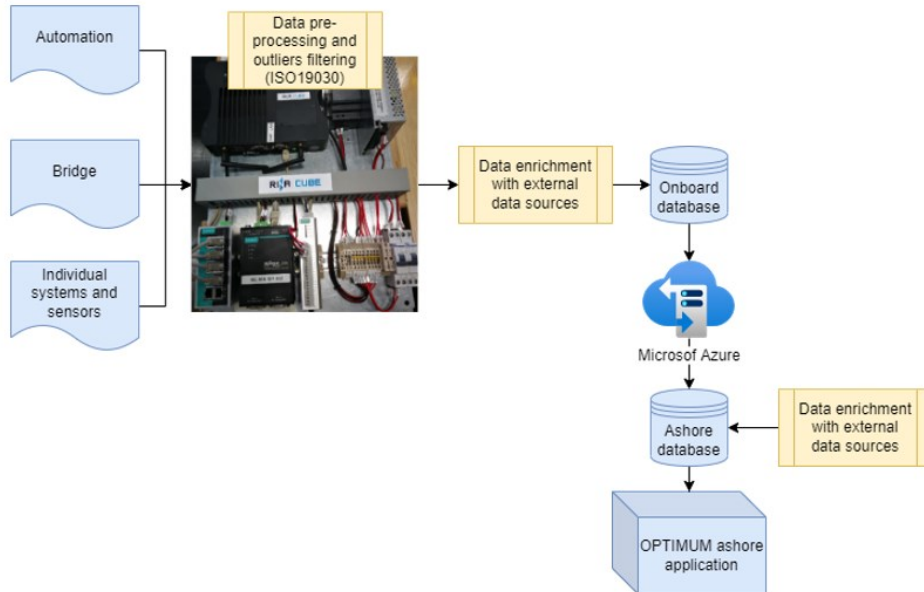 Automation
Data pre-
processing and
outliers filtering
(ISO19030)
Bridge
Individual
systems and
sensors
CUBE
Data enrichment
with external
data sources
Onboard
database
Microsof Azure
Ashore
database
Data enrichment
with external
data sources
OPTIMUM ashore
application